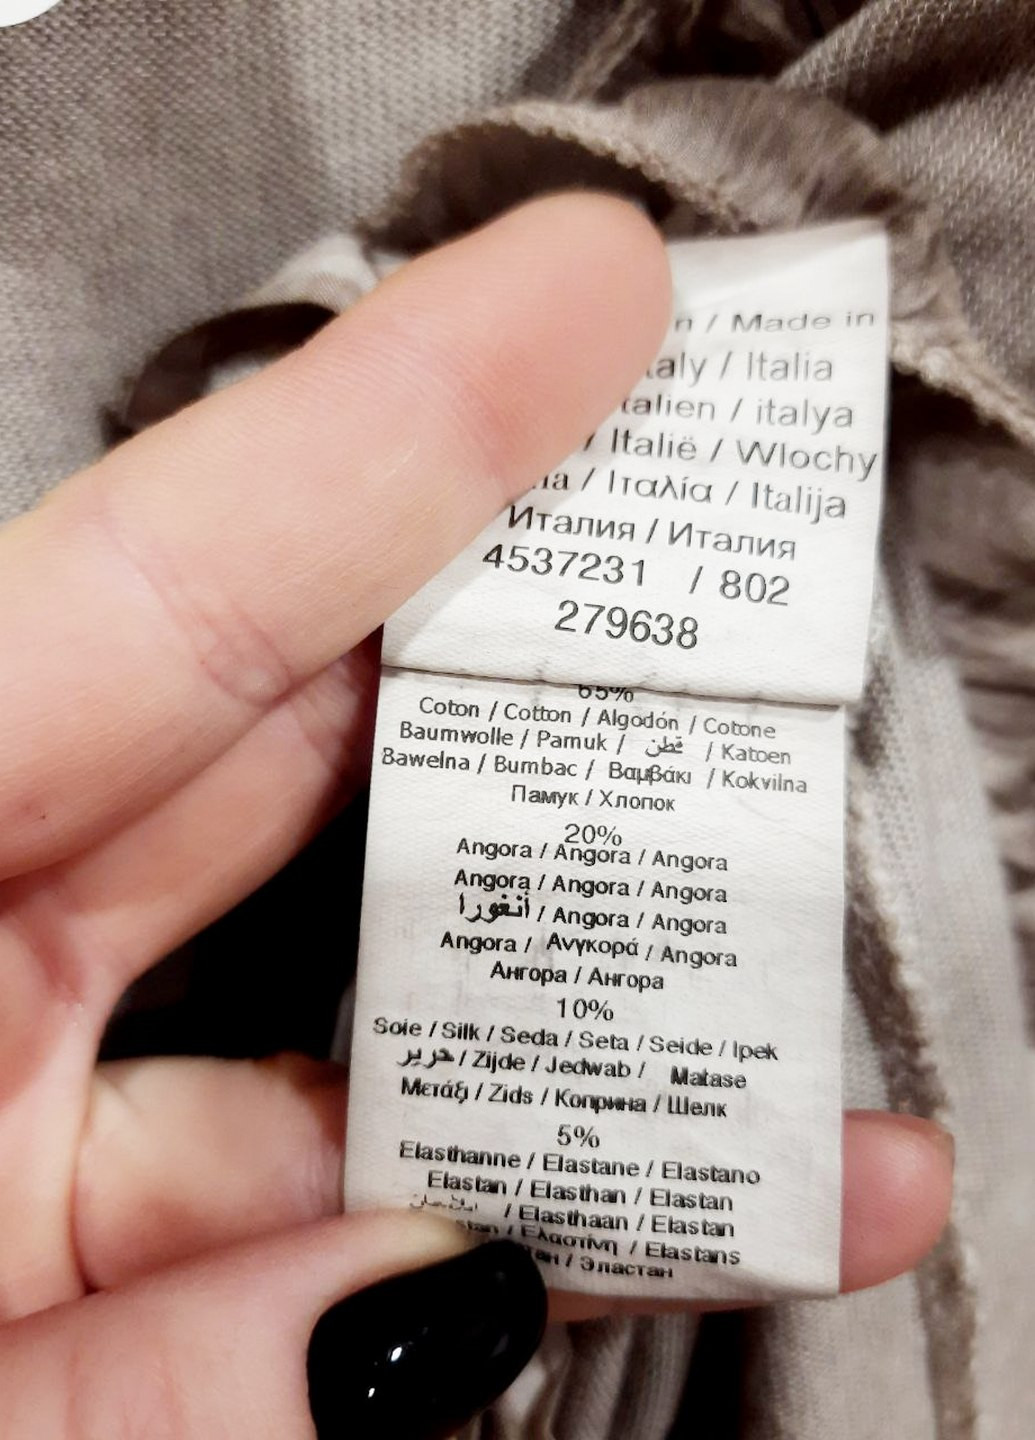 / Made in
/ Italia
/ italya
/ Italië / Wlochy
/ Ιταλία / Italija
Италия / Италия
4537231 / 802
279638
65%
Coton / Cotton / Algodón / Cotone
Baumwolle / Pamuk / قطن / Katoen
Bawelna / Bumbac / Βαμβάκι / Kokvilna
Памук / Хлопок
20%
Angora / Angora / Angora
Angora / Angora / Angora
أنغورا / Angora / Angora
Angora / Ανγκορά / Angora
Ангора / Ангора
10%
Soie / Silk / Seda / Seta / Seide / Ipek
حرير / Zijde / Jedwab / Matase
Μετάξι / Zids / Коприна / Шелк
5%
Elasthanne / Elastane / Elastano
Elastan / Elasthan / Elastan
/ Elasthaan / Elastan
/ Ελαστίνη / Elastans
/ Эластан